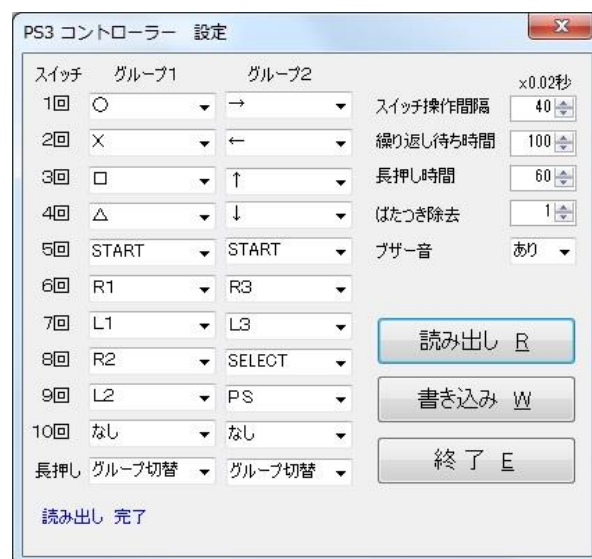 PS3 コントローラー 設定
スイッチ グループ1 グループ2 x0.02秒
1回 ○ → スイッチ操作間隔 40
2回 × ← 繰り返し待ち時間 100
3回 □ ↑ 長押し時間 60
4回 △ ↓ ばたつき除去 1
5回 START START ブザー音 あり
6回 R1 R3
7回 L1 L3 読み出し R
8回 R2 SELECT
9回 L2 PS 書き込み W
10回 なし なし
長押し グループ切替 グループ切替 終了 E
読み出し 完了